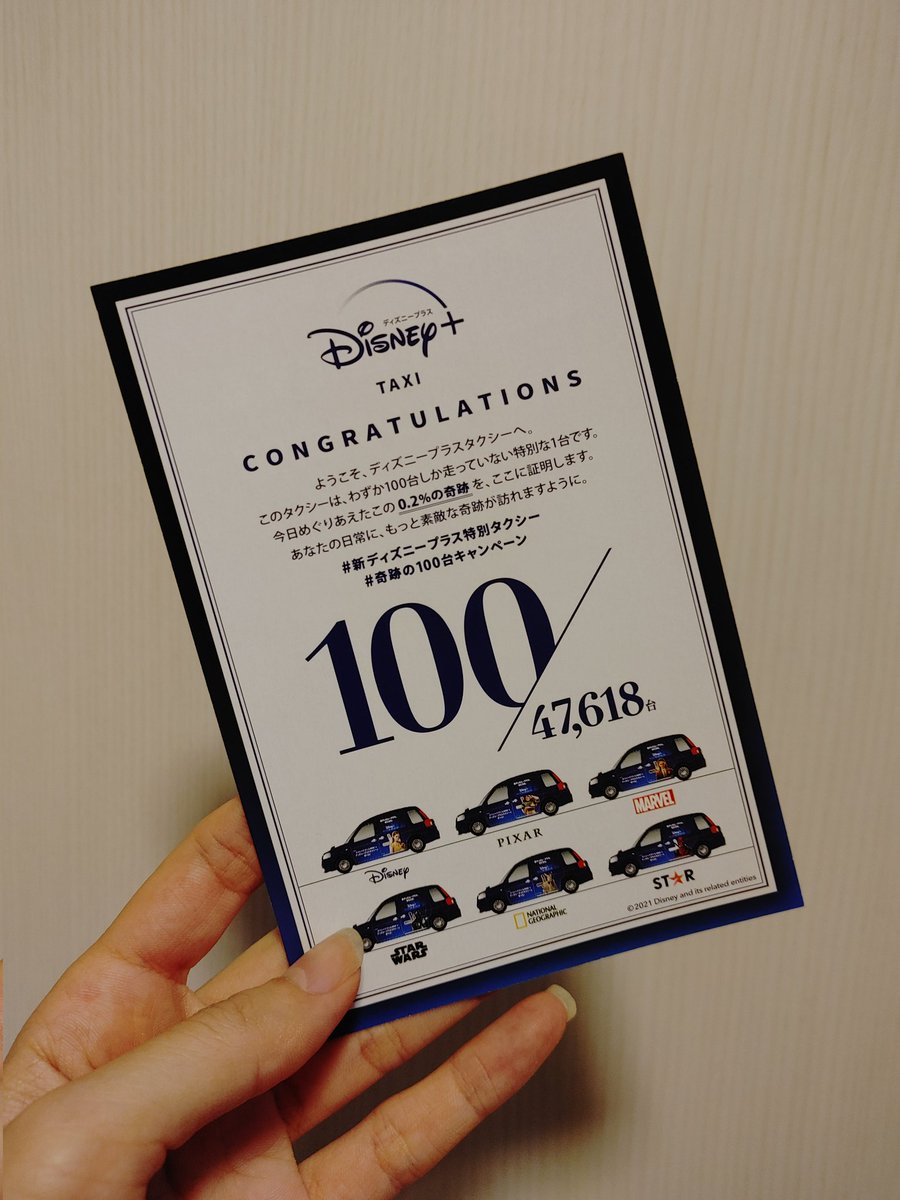 ディズニープラス
Disney+
TAXI
CONGRATULATIONS
ようこそ、ディズニープラスタクシーへ。
このタクシーは、わずか100台しか走っていない特別な1台です。
今日めぐりあえたこの 0.2%の奇跡 を、ここに証明します。
あなたの日常に、もっと素敵な奇跡が訪れますように。
#新ディズニープラス特別タクシー
#奇跡の100台キャンペーン
100/47,618台
Disney
PIXAR
MARVEL
STAR WARS
NATIONAL GEOGRAPHIC
ST★R
©2021 Disney and its related entities